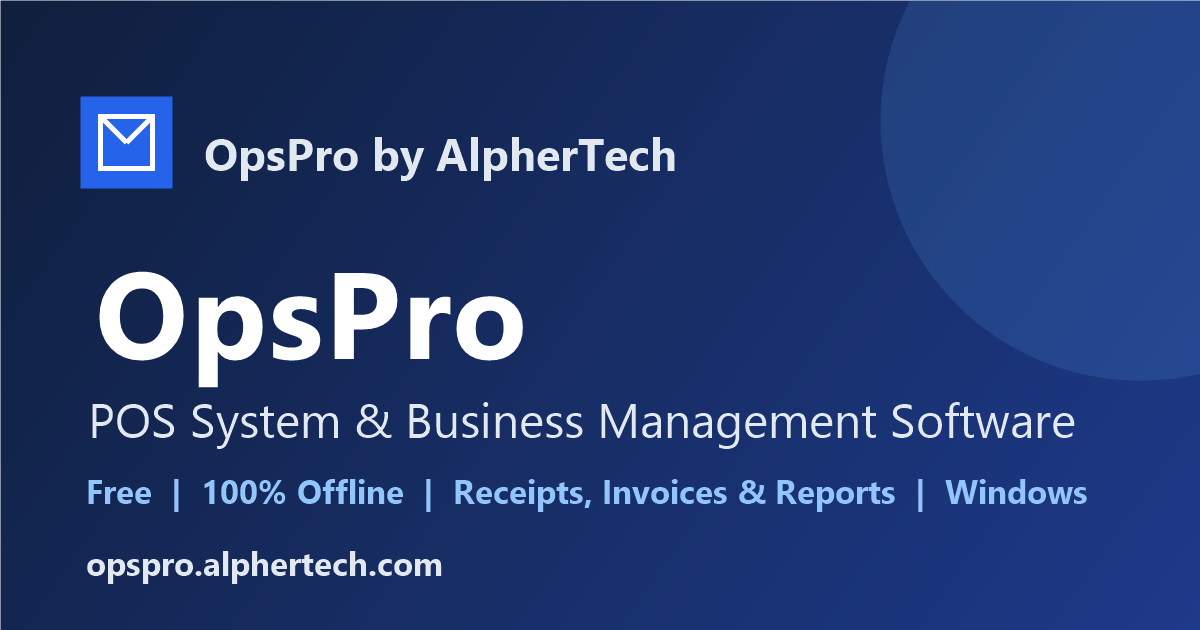 OpsPro by AlpherTech
OpsPro
POS System & Business Management Software
Free | 100% Offline | Receipts, Invoices & Reports | Windows
opspro.alphertech.com